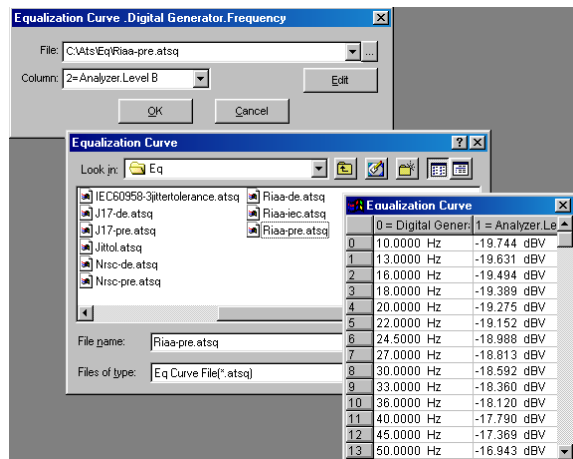 Equalization Curve .Digital Generator.Frequency
File: C:\Ats\Eq\Riaa-pre.atsq ...
Column: 2=Analyzer.Level B Edit
OK Cancel
Equalization Curve
Look in: Eq
IEC60958-3jittertolerance.atsq Riaa-de.atsq
J17-de.atsq Riaa-iec.atsq
J17-pre.atsq Riaa-pre.atsq
Jittol.atsq
Nrsc-de.atsq
Nrsc-pre.atsq
File name: Riaa-pre.atsq
Files of type: Eq Curve File(*.atsq)
Equalization Curve
0 = Digital Gener. 1 = Analyzer.Le
0 10.0000 Hz -19.744 dBV
1 13.0000 Hz -19.631 dBV
2 16.0000 Hz -19.494 dBV
3 18.0000 Hz -19.389 dBV
4 20.0000 Hz -19.275 dBV
5 22.0000 Hz -19.152 dBV
6 24.5000 Hz -18.988 dBV
7 27.0000 Hz -18.813 dBV
8 30.0000 Hz -18.592 dBV
9 33.0000 Hz -18.360 dBV
10 36.0000 Hz -18.120 dBV
11 40.0000 Hz -17.790 dBV
12 45.0000 Hz -17.369 dBV
13 50.0000 Hz -16.943 dBV